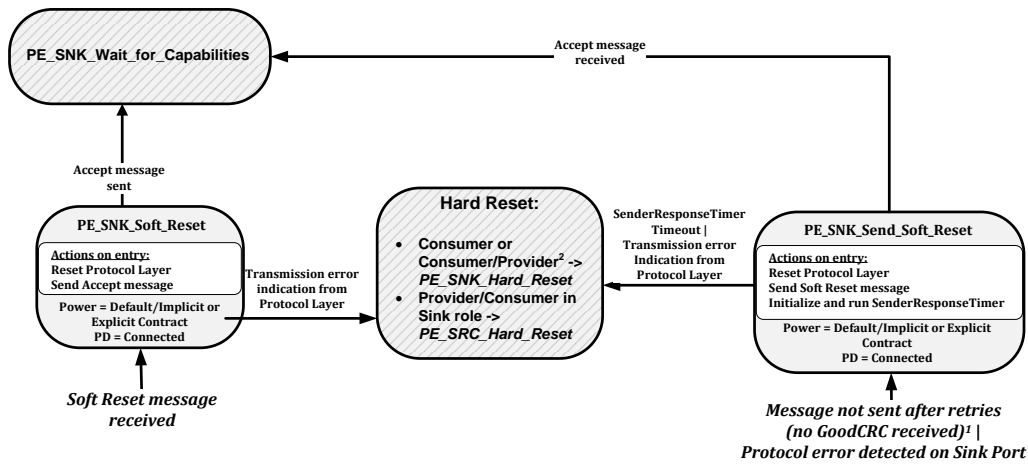 PE_SNK_Wait_for_Capabilities
Accept message
received
Accept message
sent
PE_SNK_Soft_Reset
Actions on entry:
Reset Protocol Layer
Send Accept message
Power = Default/Implicit or
Explicit Contract
PD = Connected
Transmission error
indication from
Protocol Layer
Hard Reset:
• Consumer or
Consumer/Provider² ->
PE_SNK_Hard_Reset
• Provider/Consumer in
Sink role ->
PE_SRC_Hard_Reset
SenderResponseTimer
Timeout |
Transmission error
Indication from
Protocol Layer
PE_SNK_Send_Soft_Reset
Actions on entry:
Reset Protocol Layer
Send Soft Reset message
Initialize and run SenderResponseTimer
Power = Default/Implicit or Explicit
Contract
PD = Connected
Soft Reset message
received
Message not sent after retries
(no GoodCRC received)¹ |
Protocol error detected on Sink Port